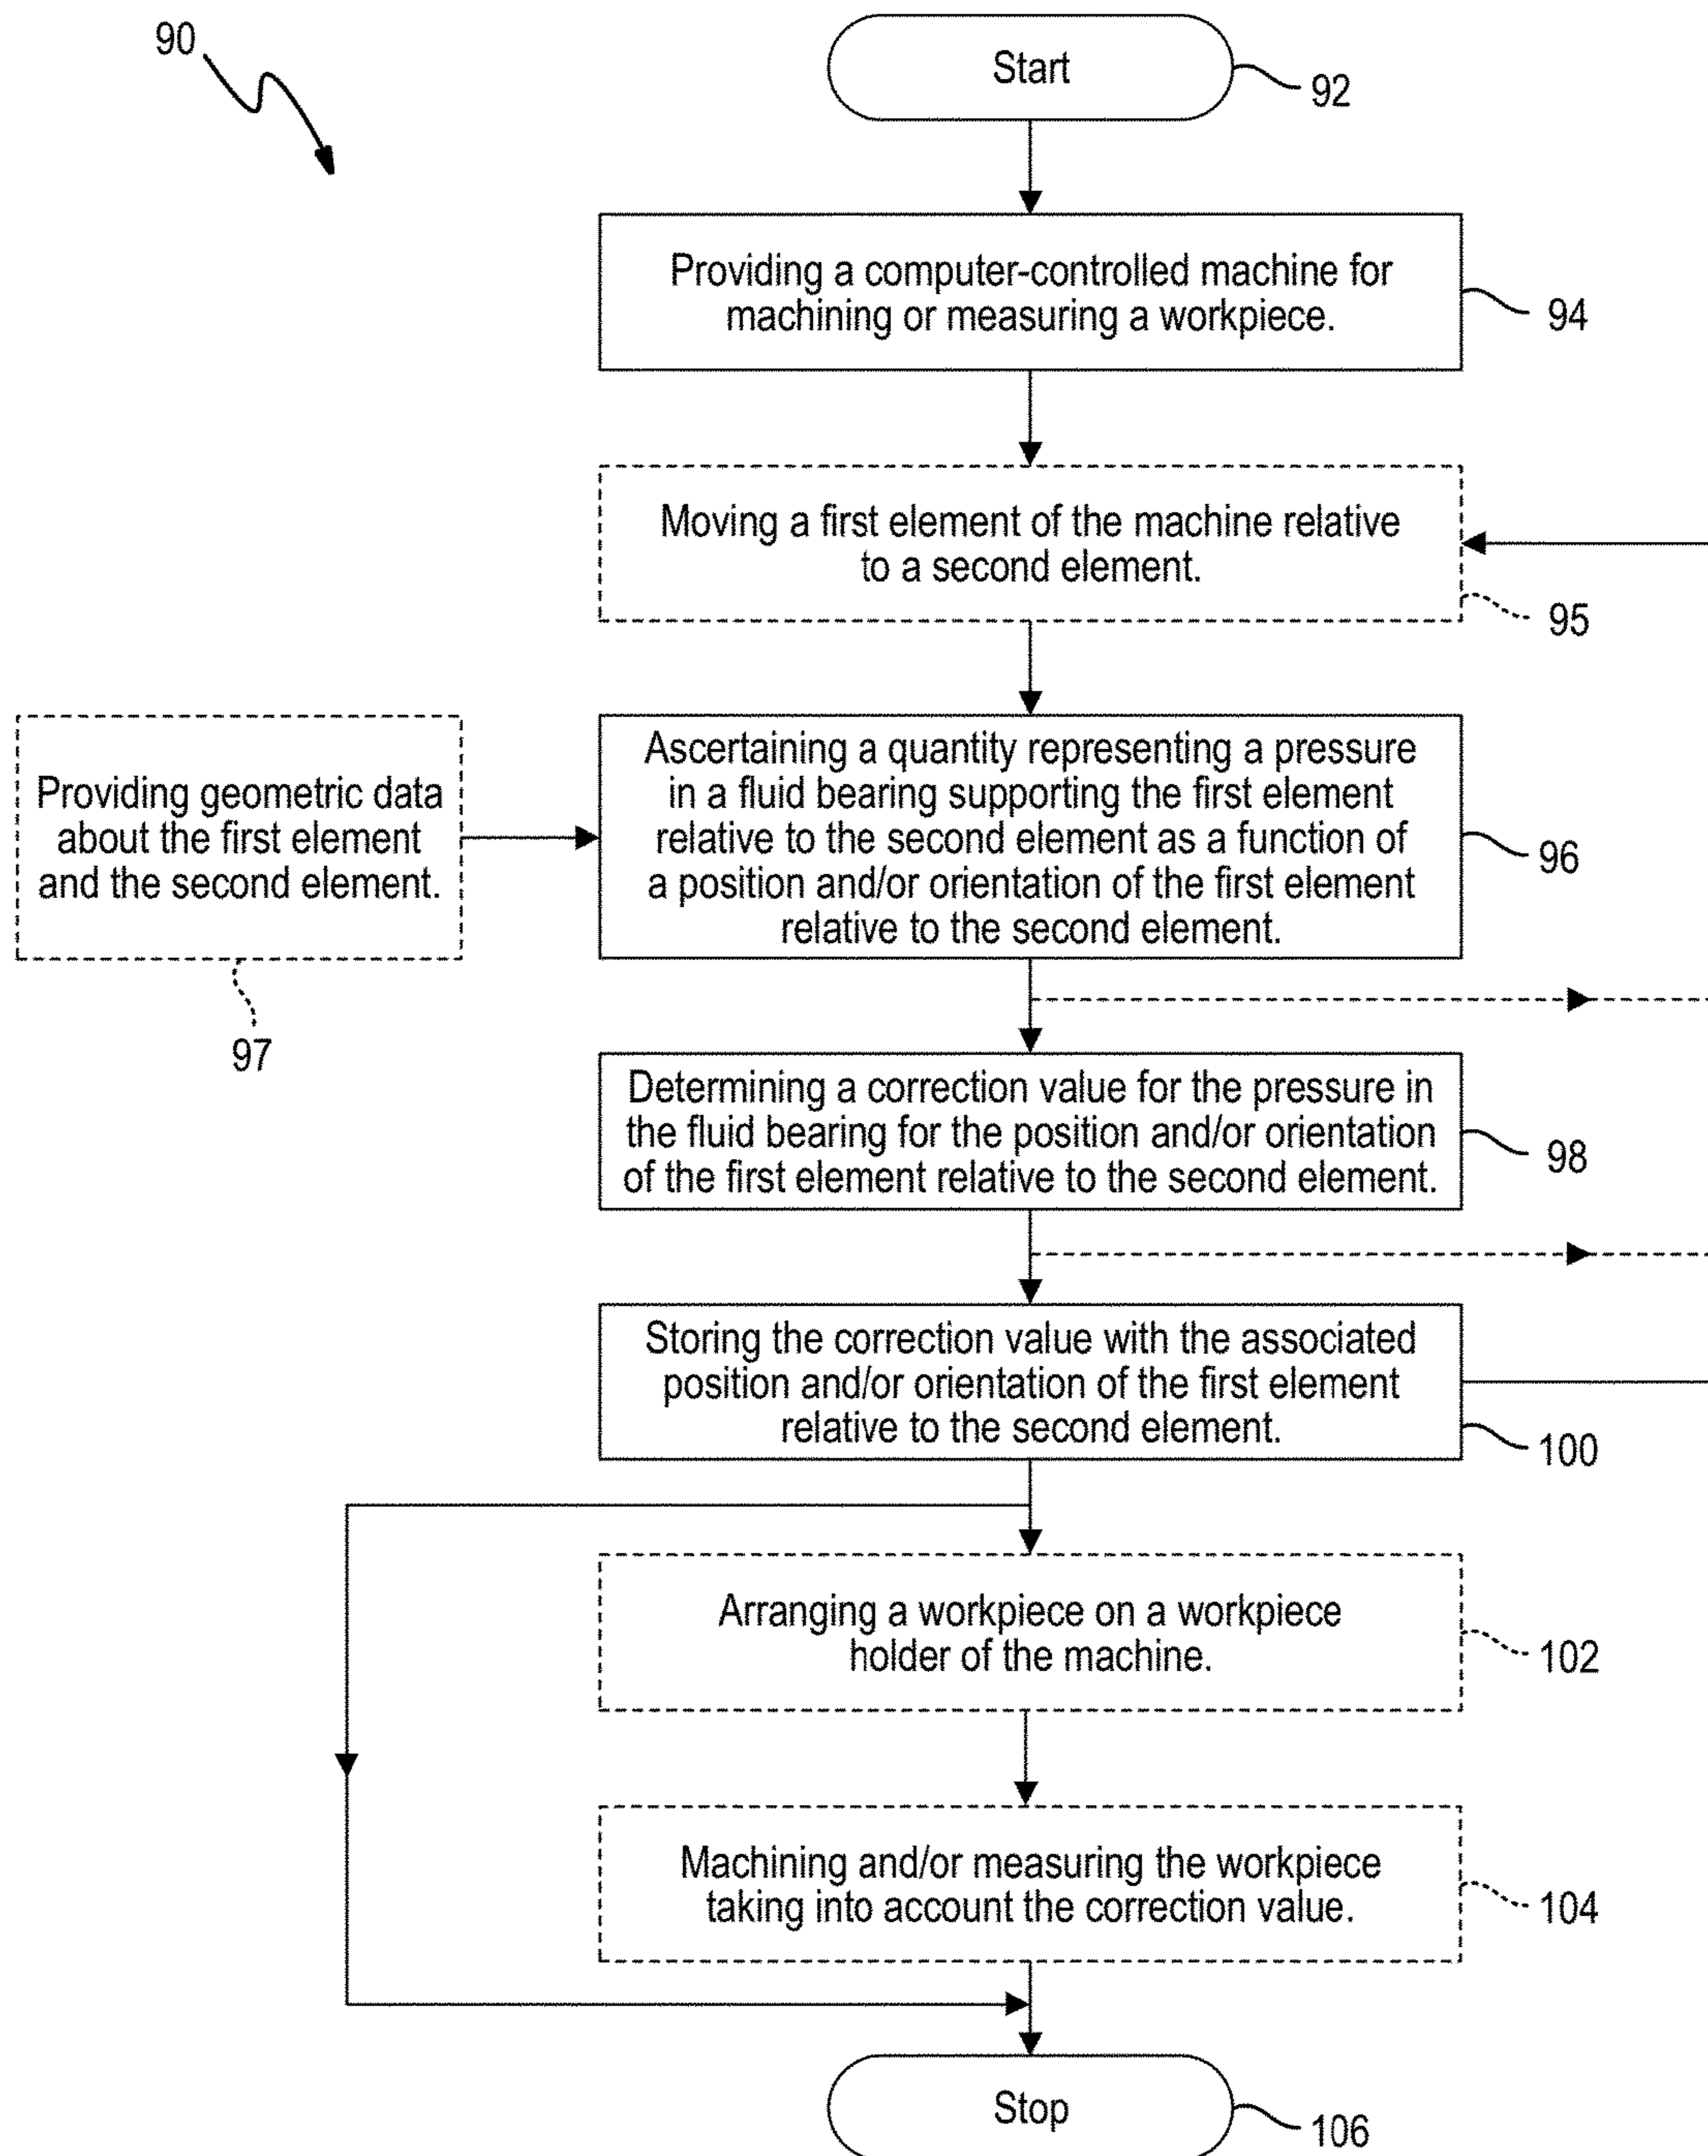 90
Start
92
Providing a computer-controlled machine for
machining or measuring a workpiece.
94
Moving a first element of the machine relative
to a second element.
95
Providing geometric data
about the first element
and the second element.
97
Ascertaining a quantity representing a pressure
in a fluid bearing supporting the first element
relative to the second element as a function of
a position and/or orientation of the first element
relative to the second element.
96
Determining a correction value for the pressure in
the fluid bearing for the position and/or orientation
of the first element relative to the second element.
98
Storing the correction value with the associated
position and/or orientation of the first element
relative to the second element.
100
Arranging a workpiece on a workpiece
holder of the machine.
102
Machining and/or measuring the workpiece
taking into account the correction value.
104
Stop
106